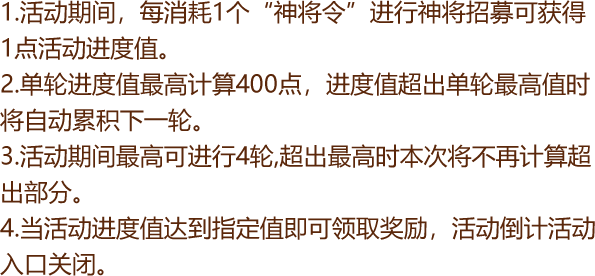 1.活动期间，每消耗1个“神将令”进行神将招募可获得
1点活动进度值。
2.单轮进度值最高计算400点，进度值超出单轮最高值时
将自动累积下一轮。
3.活动期间最高可进行4轮,超出最高时本次将不再计算超
出部分。
4.当活动进度值达到指定值即可领取奖励，活动倒计活动
入口关闭。